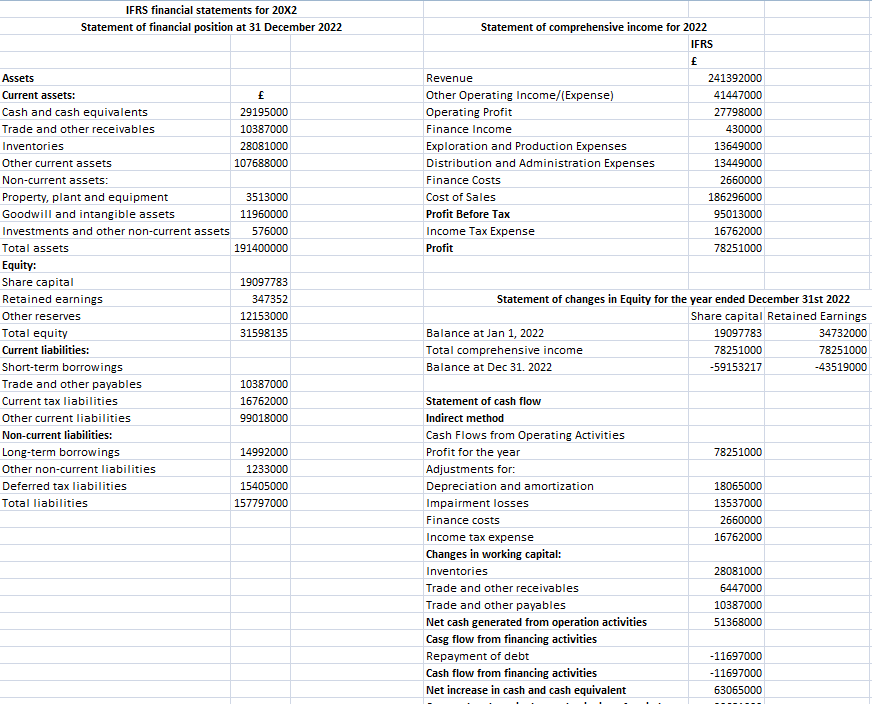 IFRS financial statements for 20X2
Statement of financial position at 31 December 2022
Assets
Current assets: £
Cash and cash equivalents 29195000
Trade and other receivables 10387000
Inventories 28081000
Other current assets 107688000
Non-current assets:
Property, plant and equipment 3513000
Goodwill and intangible assets 11960000
Investments and other non-current assets 576000
Total assets 191400000
Equity:
Share capital 19097783
Retained earnings 347352
Other reserves 12153000
Total equity 31598135
Current liabilities:
Short-term borrowings
Trade and other payables 10387000
Current tax liabilities 16762000
Other current liabilities 99018000
Non-current liabilities:
Long-term borrowings 14992000
Other non-current liabilities 1233000
Deferred tax liabilities 15405000
Total liabilities 157797000
Statement of comprehensive income for 2022
IFRS
£
Revenue 241392000
Other Operating Income/(Expense) 41447000
Operating Profit 27798000
Finance Income 430000
Exploration and Production Expenses 13649000
Distribution and Administration Expenses 13449000
Finance Costs 2660000
Cost of Sales 186296000
Profit Before Tax 95013000
Income Tax Expense 16762000
Profit 78251000
Statement of changes in Equity for the year ended December 31st 2022
Share capital Retained Earnings
Balance at Jan 1, 2022 19097783 34732000
Total comprehensive income 78251000 78251000
Balance at Dec 31. 2022 -59153217 -43519000
Statement of cash flow
Indirect method
Cash Flows from Operating Activities
Profit for the year 78251000
Adjustments for:
Depreciation and amortization 18065000
Impairment losses 13537000
Finance costs 2660000
Income tax expense 16762000
Changes in working capital:
Inventories 28081000
Trade and other receivables 6447000
Trade and other payables 10387000
Net cash generated from operation activities 51368000
Casg flow from financing activities
Repayment of debt -11697000
Cash flow from financing activities -11697000
Net increase in cash and cash equivalent 63065000